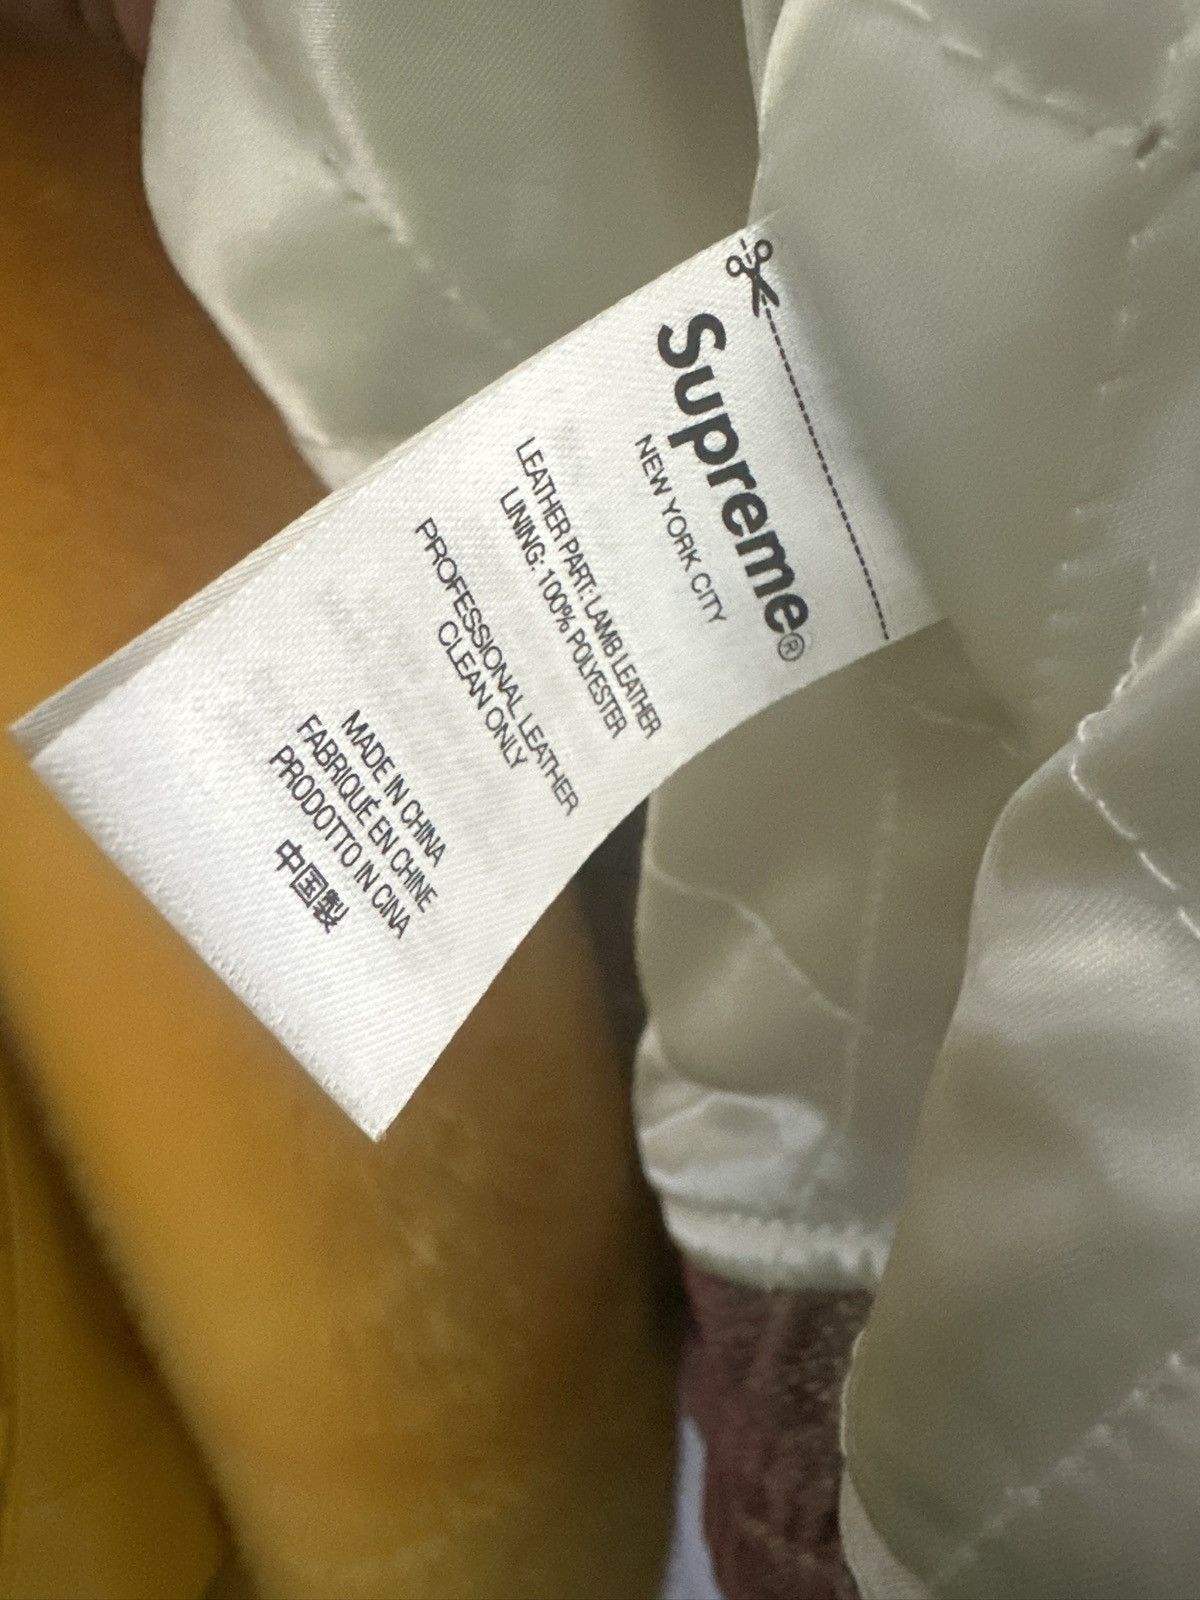 Supreme®
NEW YORK CITY
LEATHER PART: LAMB LEATHER
LINING: 100% POLYESTER
PROFESSIONAL LEATHER
CLEAN ONLY
MADE IN CHINA
FABRIQUÉ EN CHINE
PRODOTTO IN CINA
中国製